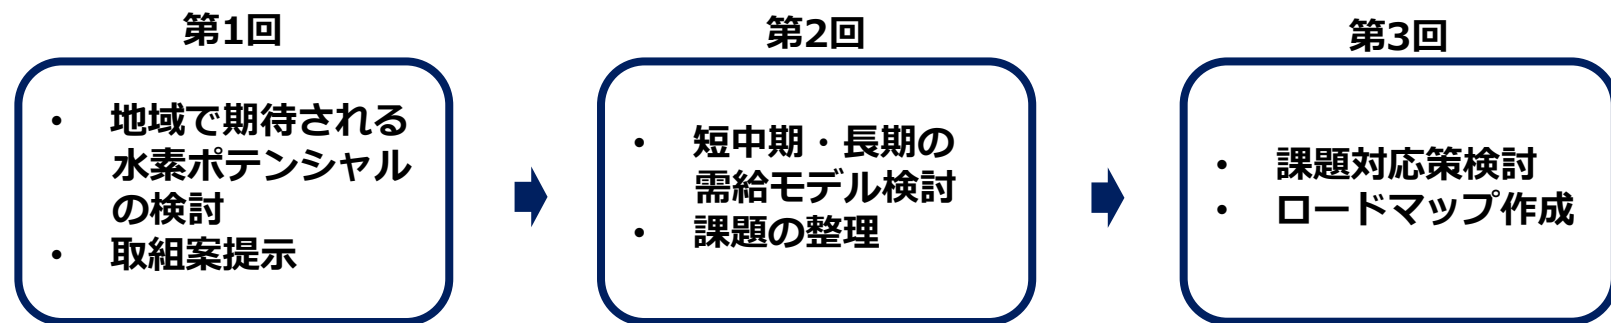 第1回
• 地域で期待される
水素ポテンシャル
の検討
• 取組案提示
第2回
• 短中期・長期の
需給モデル検討
• 課題の整理
第3回
• 課題対応策検討
• ロードマップ作成